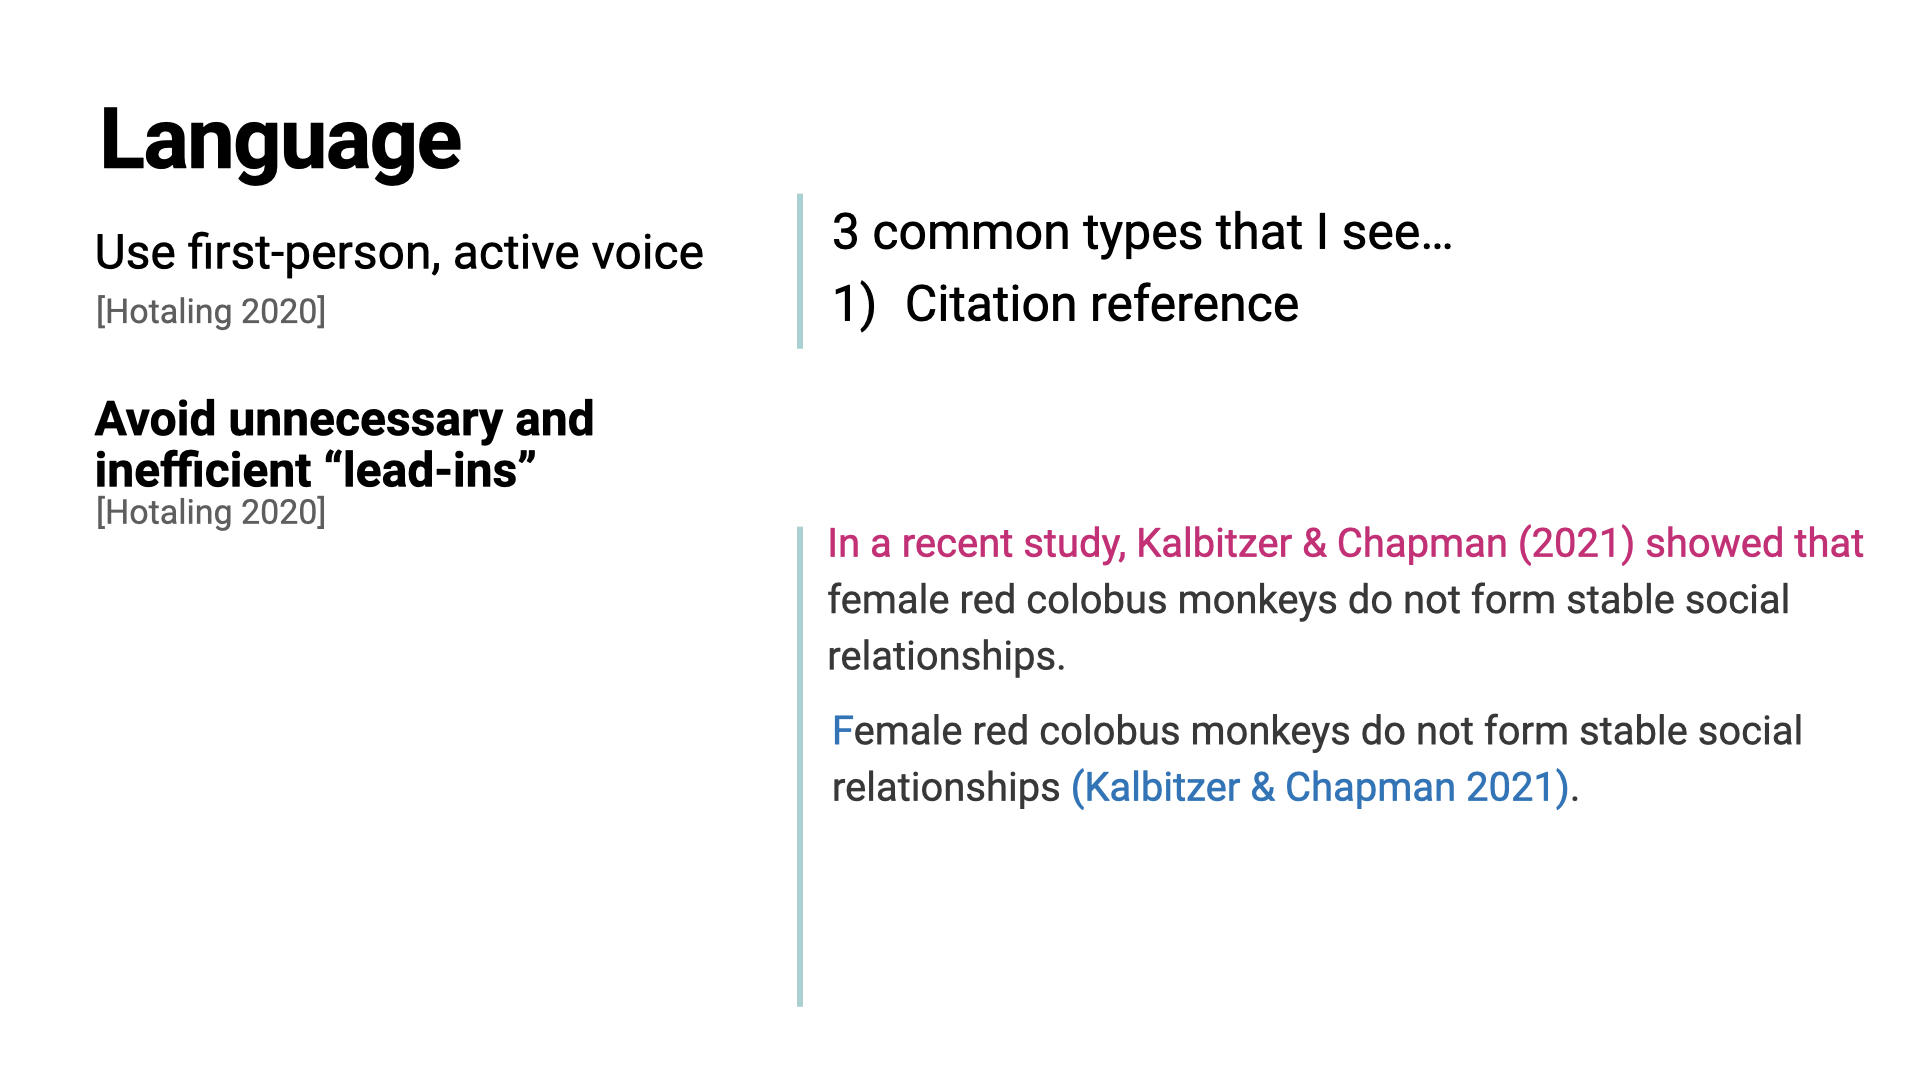 Language
Use first-person, active voice
[Hotaling 2020]
Avoid unnecessary and
inefficient “lead-ins”
[Hotaling 2020]
3 common types that I see…
1) Citation reference
In a recent study, Kalbitzer & Chapman (2021) showed that
female red colobus monkeys do not form stable social
relationships.
Female red colobus monkeys do not form stable social
relationships (Kalbitzer & Chapman 2021).